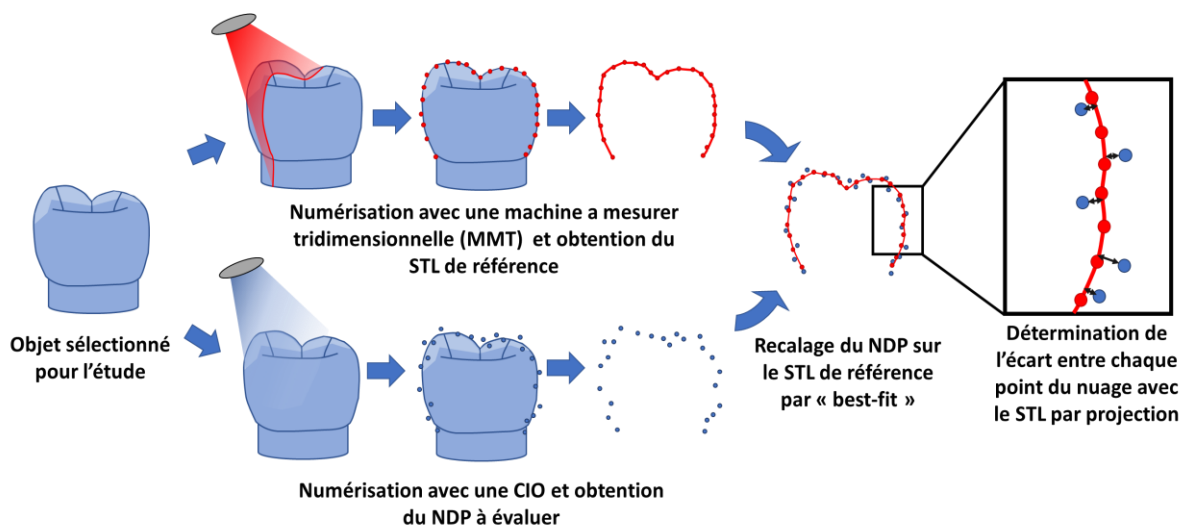 Objet sélectionné
pour l'étude
Numérisation avec une machine a mesurer
tridimensionnelle (MMT) et obtention du
STL de référence
Numérisation avec une CIO et obtention
du NDP à évaluer
Recalage du NDP sur
le STL de référence
par « best-fit »
Détermination de
l'écart entre chaque
point du nuage avec
le STL par projection